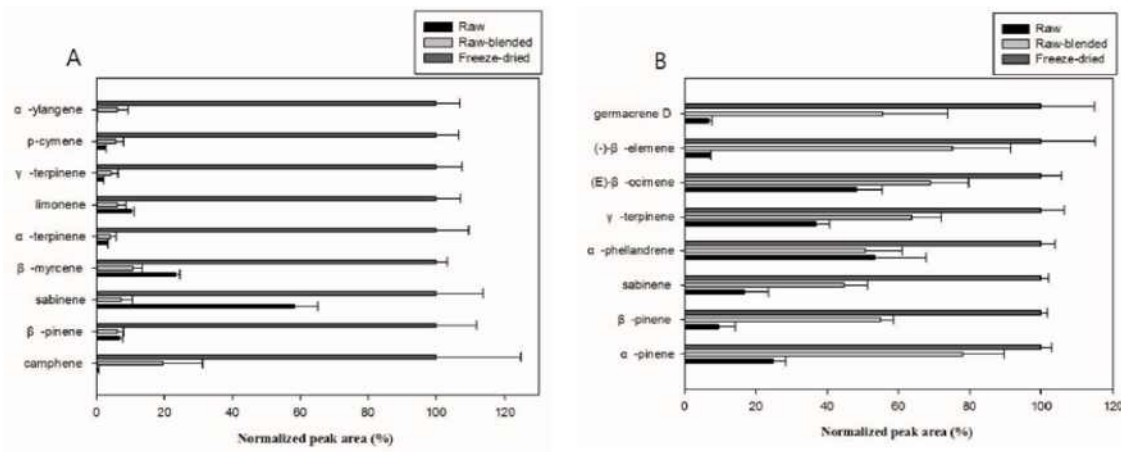 A
Raw
Raw-blended
Freeze-dried
α -ylangene
p-cymene
γ -terpinene
limonene
α -terpinene
β -myrcene
sabinene
β -pinene
camphene
0 20 40 60 80 100 120
Normalized peak area (%)
B
Raw
Raw-blended
Freeze-dried
germacrene D
(-)-β -elemene
(E)-β -ocimene
γ -terpinene
α -phellandrene
sabinene
β -pinene
α -pinene
0 20 40 60 80 100 120
Normalized peak area (%)